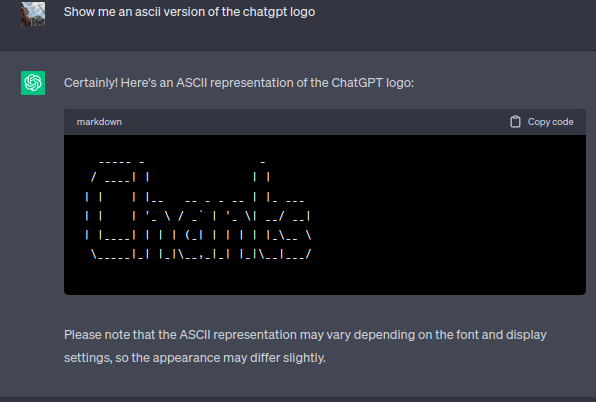 Show me an ascii version of the chatgpt logo
Certainly! Here's an ASCII representation of the ChatGPT logo:
markdown
Copy code
  _____ _                 _
 / ____| |               | |
| |    | |__   __ _ _ __ | |_ ___
| |    | '_ \ / _` | '_ \| __/ __|
| |____| | | | (_| | | | | |_\__ \
 \_____|_| |_|\__,_|_| |_|\__|___/
Please note that the ASCII representation may vary depending on the font and display
settings, so the appearance may differ slightly.